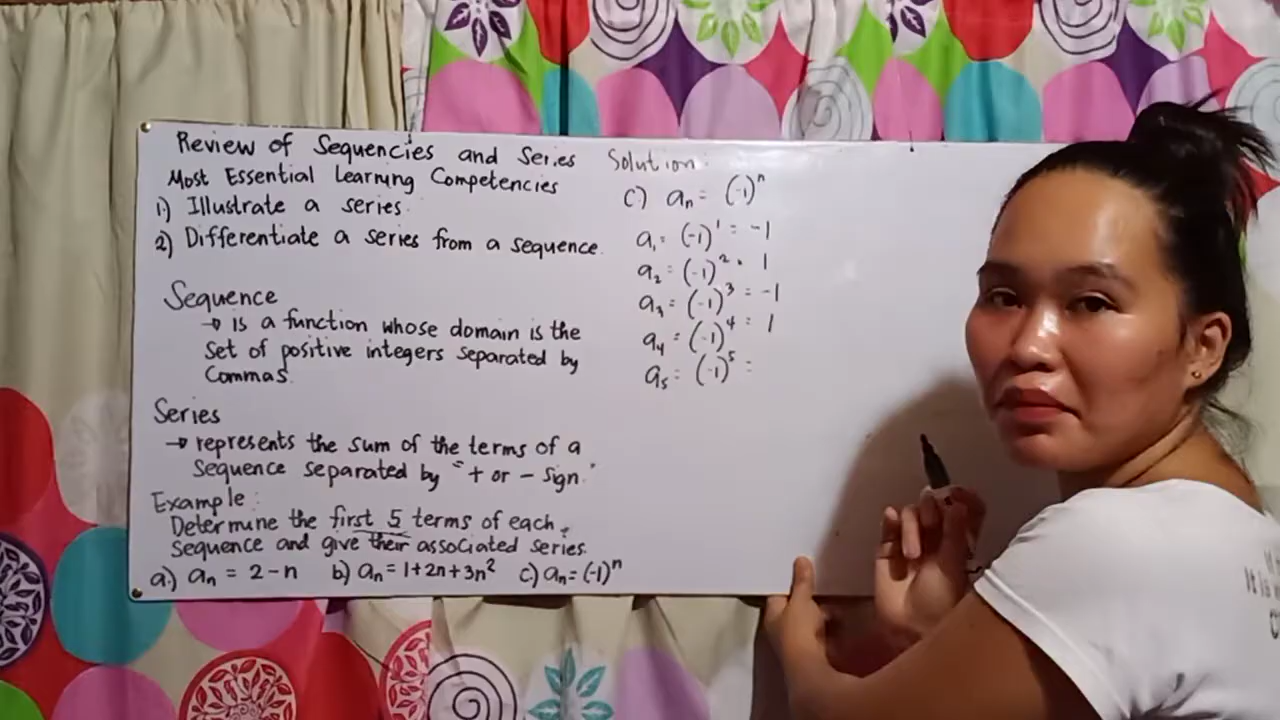 Review of Sequencies and Series
Most Essential Learning Competencies
1.) Illustrate a series.
2) Differentiate a series from a sequence.
Sequence
→ is a function whose domain is the
set of positive integers separated by
Commas.
Series
→ represents the sum of the terms of a
Sequence separated by "+ or - sign."
Example:
Determine the first 5 terms of each
sequence and give their associated series.
a.) aₙ = 2-n b.) aₙ = 1+2n+3n² c.) aₙ = (-1)ⁿ
Solution:
C.) aₙ = (-1)ⁿ
a₁ = (-1)¹ = -1
a₂ = (-1)² = 1
a₃ = (-1)³ = -1
a₄ = (-1)⁴ = 1
a₅ = (-1)⁵ =